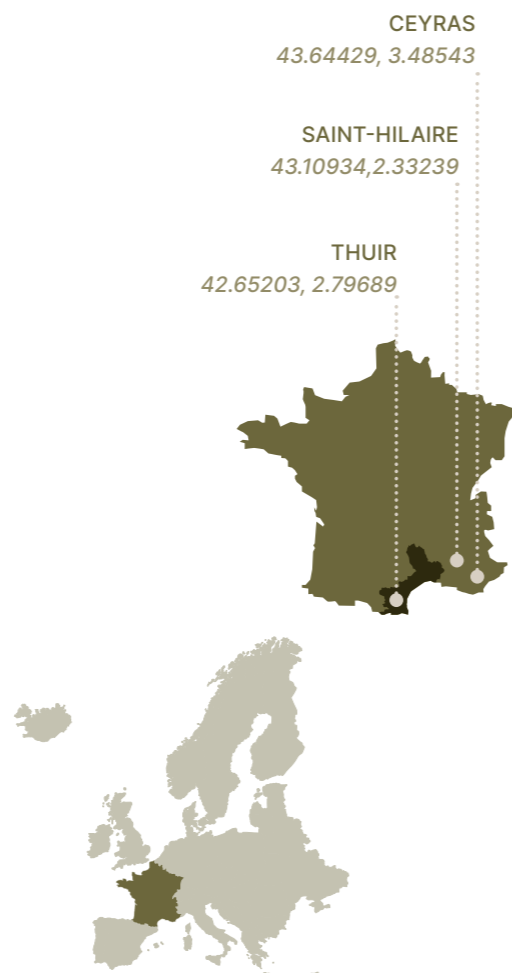 CEYRAS
43.64429, 3.48543
SAINT-HILAIRE
43.10934,2.33239
THUIR
42.65203, 2.79689